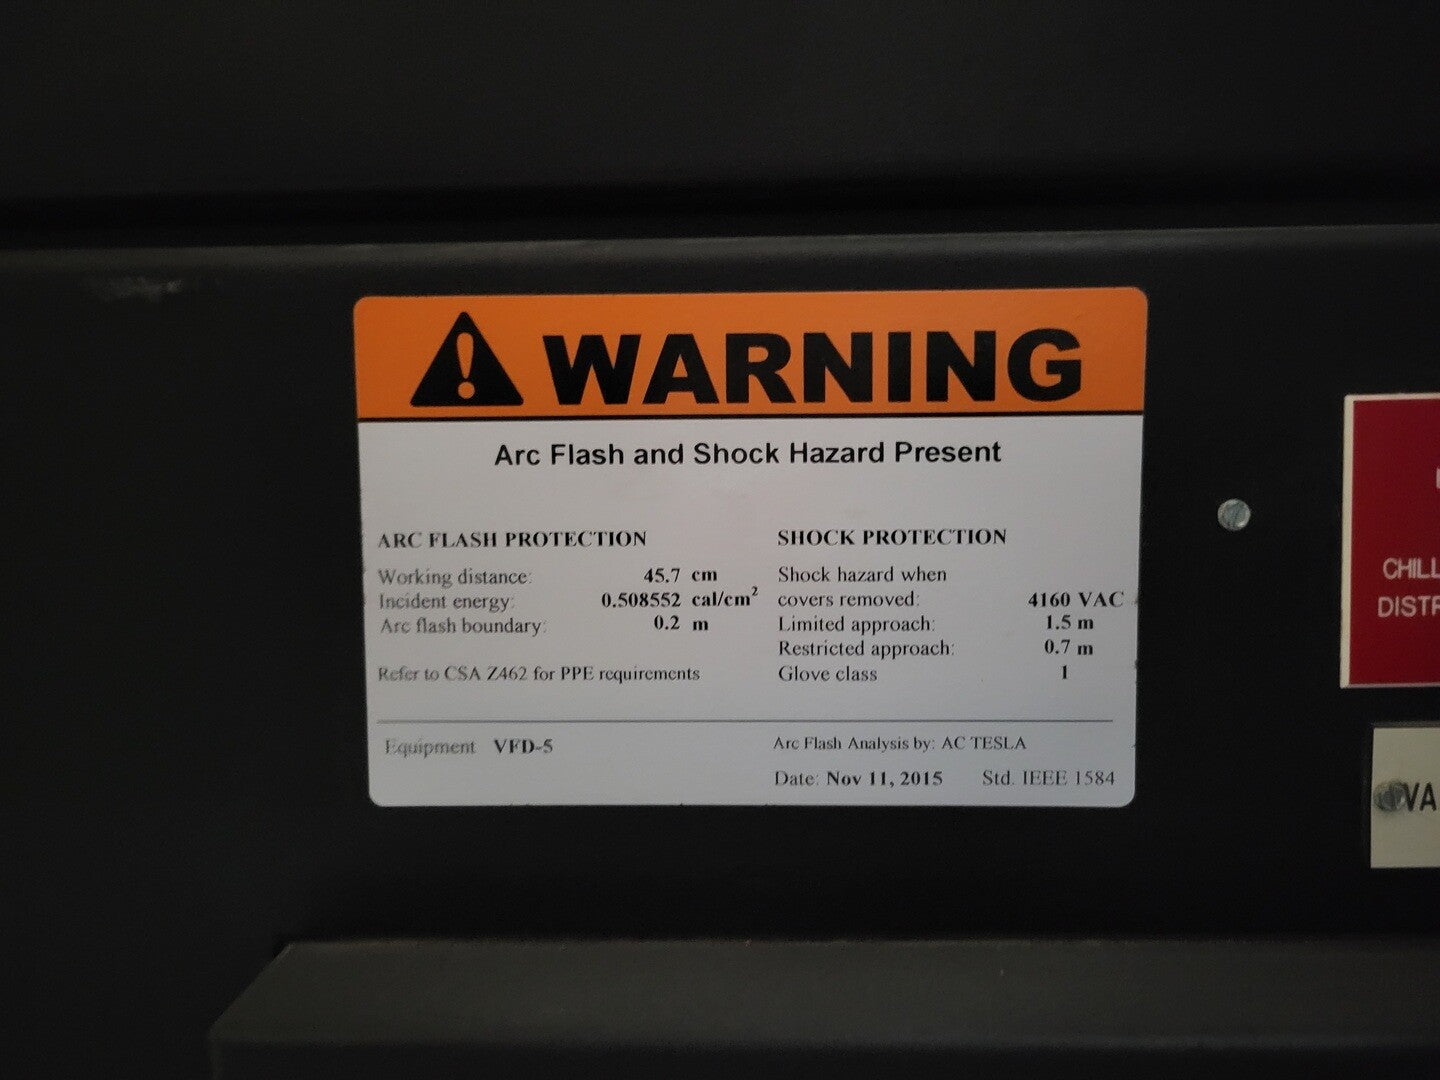 WARNING
Arc Flash and Shock Hazard Present
ARC FLASH PROTECTION
Working distance: 45.7 cm
Incident energy: 0.508552 cal/cm²
Arc flash boundary: 0.2 m
Refer to CSA Z462 for PPE requirements
SHOCK PROTECTION
Shock hazard when
covers removed: 4160 VAC
Limited approach: 1.5 m
Restricted approach: 0.7 m
Glove class 1
Equipment VFD-5
Arc Flash Analysis by: AC TESLA
Date: Nov 11, 2015 Std. IEEE 1584
CHILL
DISTR
VA